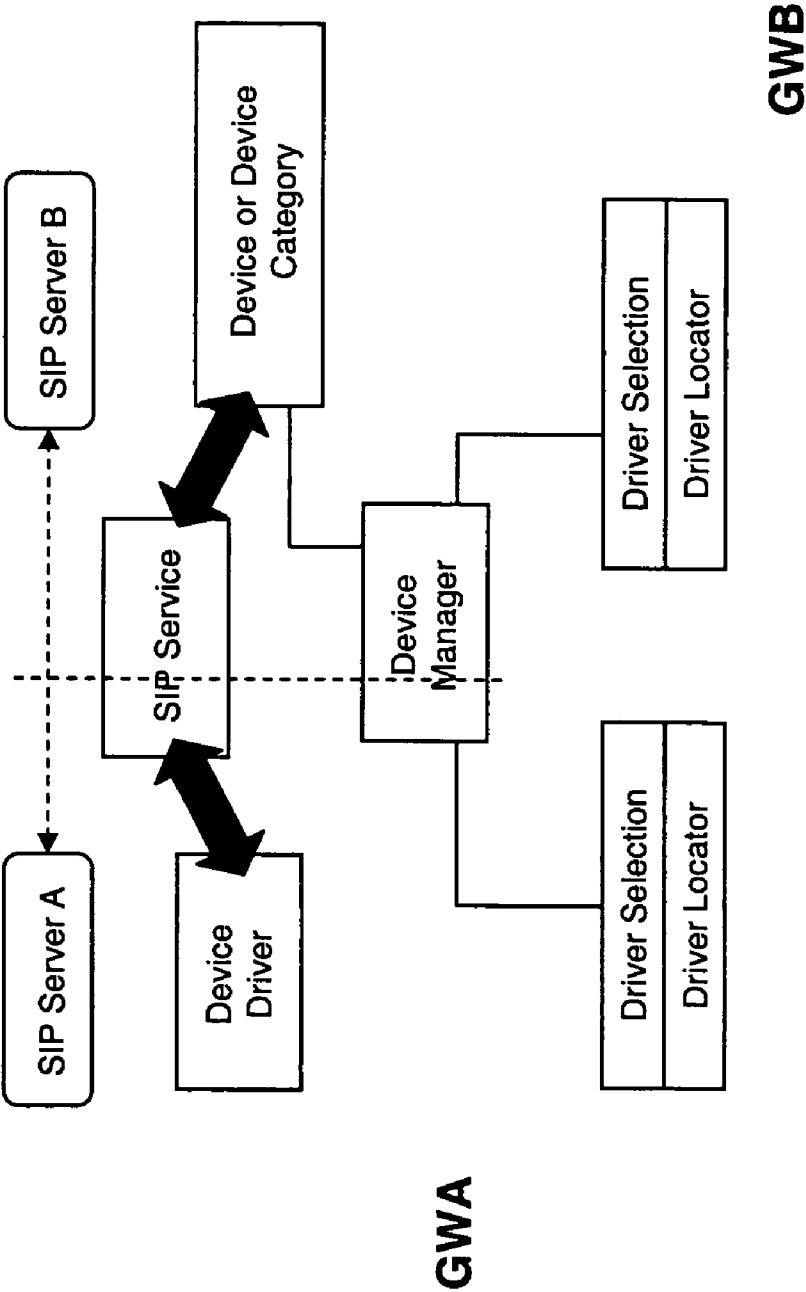 SIP Server A
SIP Server B
SIP Service
Device
Driver
Device or Device
Category
Device
Manager
Driver Selection
Driver Locator
Driver Selection
Driver Locator
GWA
GWB